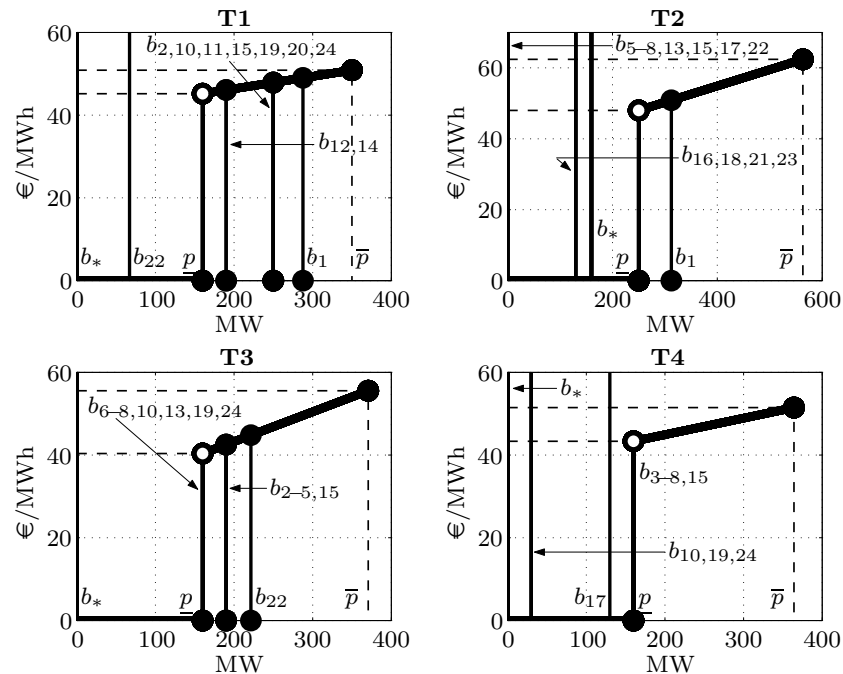 T1
60
40
20
0
€/MWh
b2,10,11,15,19,20,24
b12,14
b*
b22
p
b1
p̅
100
200
300
400
MW
T2
60
40
20
0
€/MWh
b5–8,13,15,17,22
b16,18,21,23
b*
p
b1
p̅
200
400
600
MW
T3
60
40
20
0
€/MWh
b6–8,10,13,19,24
b2–5,15
b*
p
b22
p̅
0
100
200
300
400
MW
T4
60
40
20
0
€/MWh
b*
b3–8,15
b10,19,24
b17
p
p̅
0
100
200
300
400
MW